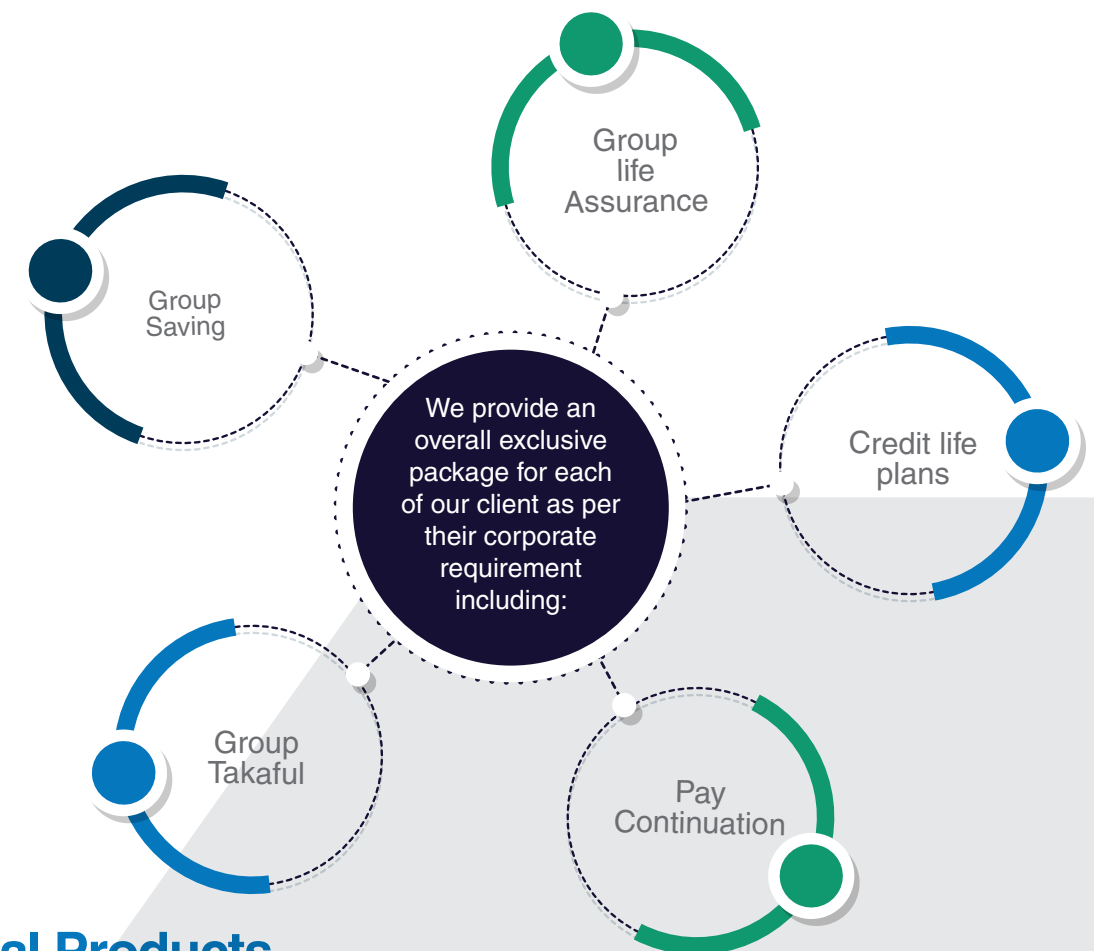 Group
life
Assurance
Group
Saving
We provide an
overall exclusive
package for each
of our client as per
their corporate
requirement
including:
Credit life
plans
Group
Takaful
Pay
Continuation
Products